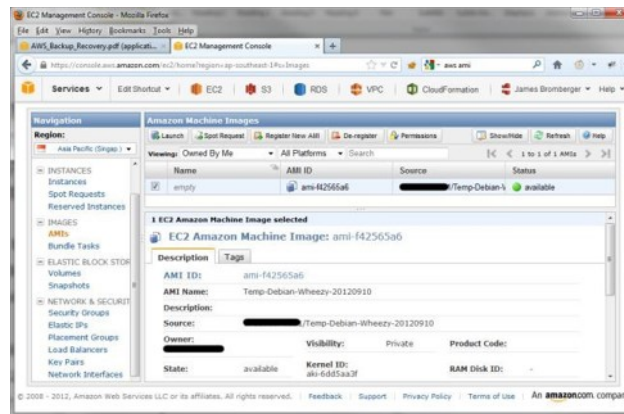 EC2 Management Console - Mozilla Firefox
File Edit View History Bookmarks Tools Help
AWS_Backup_Recovery.pdf (applicati... EC2 Management Console
https://console.aws.amazon.com/ec2/home?region=ap-southeast-1#s=Images aws ami
Services Edit Shortcut EC2 S3 RDS VPC CloudFormation James Bromberger Help
Navigation
Region:
Asia Pacific (Singap.)
INSTANCES
Instances
Spot Requests
Reserved Instances
IMAGES
AMIs
Bundle Tasks
ELASTIC BLOCK STOR
Volumes
Snapshots
NETWORK & SECURIT
Security Groups
Elastic IPs
Placement Groups
Load Balancers
Key Pairs
Network Interfaces
Amazon Machine Images
Launch Spot Request Register New AMI De-register Permissions Show/Hide Refresh Help
Viewing: Owned By Me All Platforms Search 1 to 1 of 1 AMIs
Name AMI ID Source Status
empty ami-f42565a6 /Temp-Debian-W available
1 EC2 Amazon Machine Image selected
EC2 Amazon Machine Image: ami-f42565a6
Description Tags
AMI ID: ami-f42565a6
AMI Name: Temp-Debian-Wheezy-20120910
Description:
Source: /Temp-Debian-Wheezy-20120910
Owner: Visibility: Private Product Code:
State: available Kernel ID: RAM Disk ID: -
aki-6dd5aa3f
© 2008 - 2012, Amazon Web Services LLC or its affiliates. All rights reserved. Feedback Support Privacy Policy Terms of Use An amazon.com compan